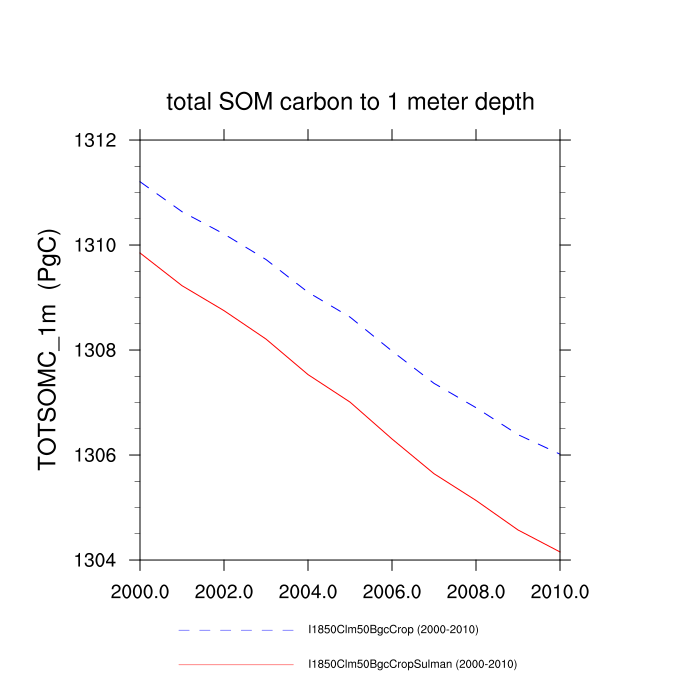 total SOM carbon to 1 meter depth
TOTSOMC_1m (PgC)
1312
1310
1308
1306
1304
2000.0 2002.0 2004.0 2006.0 2008.0 2010.0
I1850Clm50BgcCrop (2000-2010)
I1850Clm50BgcCropSulman (2000-2010)